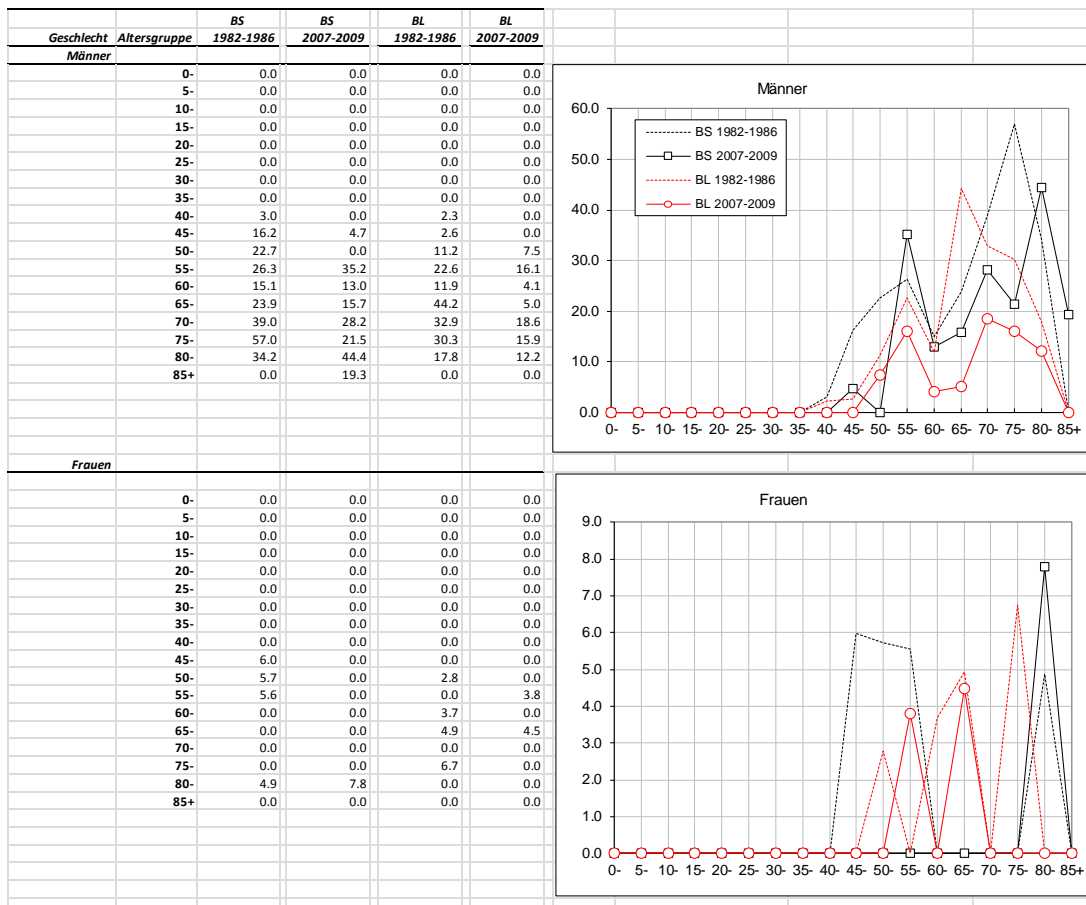 BS BS BL BL
Geschlecht Altersgruppe 1982-1986 2007-2009 1982-1986 2007-2009
Männer
0- 0.0 0.0 0.0 0.0
5- 0.0 0.0 0.0 0.0
10- 0.0 0.0 0.0 0.0
15- 0.0 0.0 0.0 0.0
20- 0.0 0.0 0.0 0.0
25- 0.0 0.0 0.0 0.0
30- 0.0 0.0 0.0 0.0
35- 0.0 0.0 0.0 0.0
40- 3.0 0.0 2.3 0.0
45- 16.2 4.7 2.6 0.0
50- 22.7 0.0 11.2 7.5
55- 26.3 35.2 22.6 16.1
60- 15.1 13.0 11.9 4.1
65- 23.9 15.7 44.2 5.0
70- 39.0 28.2 32.9 18.6
75- 57.0 21.5 30.3 15.9
80- 34.2 44.4 17.8 12.2
85+ 0.0 19.3 0.0 0.0
Männer
60.0
50.0
40.0
30.0
20.0
10.0
0.0
BS 1982-1986
BS 2007-2009
BL 1982-1986
BL 2007-2009
0- 5- 10- 15- 20- 25- 30- 35- 40- 45- 50- 55- 60- 65- 70- 75- 80- 85+
Frauen
0- 0.0 0.0 0.0 0.0
5- 0.0 0.0 0.0 0.0
10- 0.0 0.0 0.0 0.0
15- 0.0 0.0 0.0 0.0
20- 0.0 0.0 0.0 0.0
25- 0.0 0.0 0.0 0.0
30- 0.0 0.0 0.0 0.0
35- 0.0 0.0 0.0 0.0
40- 0.0 0.0 0.0 0.0
45- 6.0 0.0 0.0 0.0
50- 5.7 0.0 2.8 0.0
55- 5.6 0.0 0.0 3.8
60- 0.0 0.0 3.7 0.0
65- 0.0 0.0 4.9 4.5
70- 0.0 0.0 0.0 0.0
75- 0.0 0.0 6.7 0.0
80- 4.9 7.8 0.0 0.0
85+ 0.0 0.0 0.0 0.0
Frauen
9.0
8.0
7.0
6.0
5.0
4.0
3.0
2.0
1.0
0.0
0- 5- 10- 15- 20- 25- 30- 35- 40- 45- 50- 55- 60- 65- 70- 75- 80- 85+